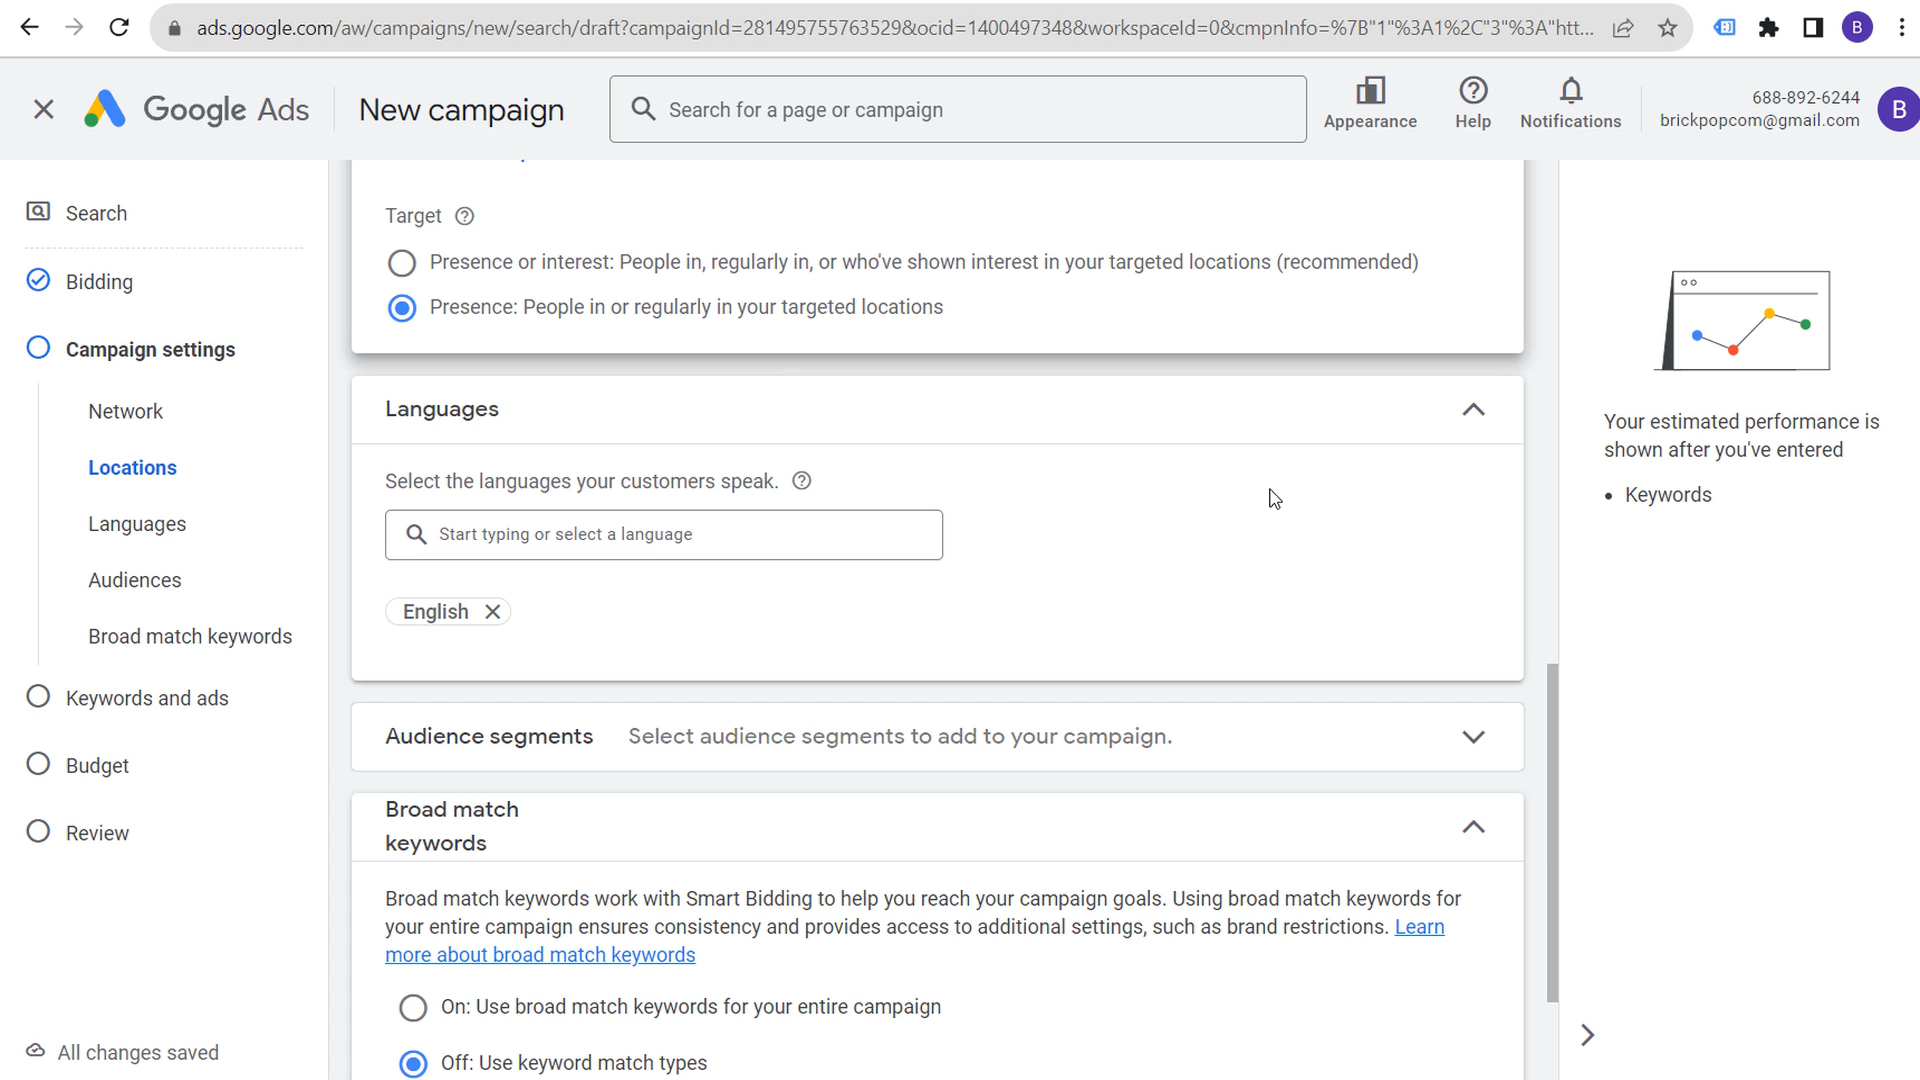 ads.google.com/aw/campaigns/new/search/draft?campaignId=281495755763529&ocid=1400497348&workspaceId=0&cmpnInfo=%7B"1"%3A1%2C"3"%3A"htt...
B
Google Ads
New campaign
Search for a page or campaign
Appearance
Help
Notifications
688-892-6244
brickpopcom@gmail.com
B
Search
Bidding
Campaign settings
Network
Locations
Languages
Audiences
Broad match keywords
Keywords and ads
Budget
Review
All changes saved
Target
Presence or interest: People in, regularly in, or who've shown interest in your targeted locations (recommended)
Presence: People in or regularly in your targeted locations
Languages
Select the languages your customers speak.
Start typing or select a language
English
Audience segments Select audience segments to add to your campaign.
Broad match
keywords
Broad match keywords work with Smart Bidding to help you reach your campaign goals. Using broad match keywords for
your entire campaign ensures consistency and provides access to additional settings, such as brand restrictions. Learn
more about broad match keywords
On: Use broad match keywords for your entire campaign
Off: Use keyword match types
Your estimated performance is
shown after you've entered
• Keywords